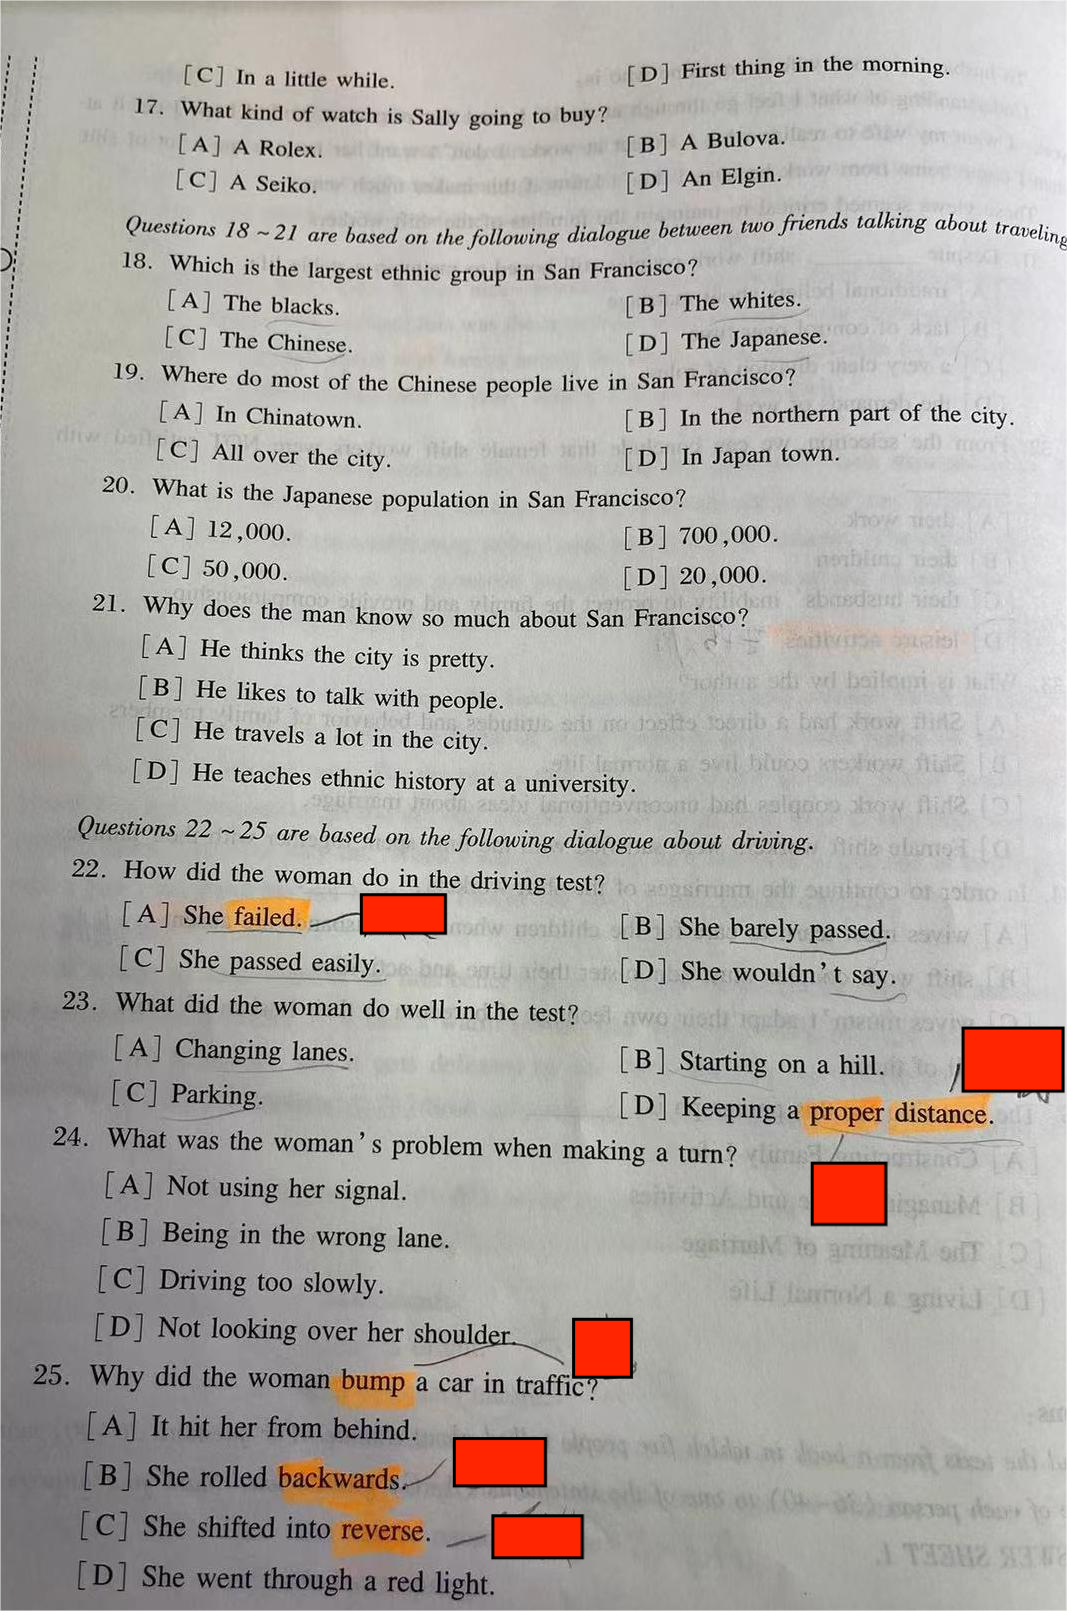 [C] In a little while. [D] First thing in the morning.
17. What kind of watch is Sally going to buy?
[A] A Rolex. [B] A Bulova.
[C] A Seiko. [D] An Elgin.
Questions 18 ~ 21 are based on the following dialogue between two friends talking about traveling
18. Which is the largest ethnic group in San Francisco?
[A] The blacks. [B] The whites.
[C] The Chinese. [D] The Japanese.
19. Where do most of the Chinese people live in San Francisco?
[A] In Chinatown. [B] In the northern part of the city.
[C] All over the city. [D] In Japan town.
20. What is the Japanese population in San Francisco?
[A] 12,000. [B] 700,000.
[C] 50,000. [D] 20,000.
21. Why does the man know so much about San Francisco?
[A] He thinks the city is pretty.
[B] He likes to talk with people.
[C] He travels a lot in the city.
[D] He teaches ethnic history at a university.
Questions 22 ~ 25 are based on the following dialogue about driving.
22. How did the woman do in the driving test?
[A] She failed. [B] She barely passed.
[C] She passed easily. [D] She wouldn't say.
23. What did the woman do well in the test?
[A] Changing lanes. [B] Starting on a hill.
[C] Parking. [D] Keeping a proper distance.
24. What was the woman's problem when making a turn?
[A] Not using her signal.
[B] Being in the wrong lane.
[C] Driving too slowly.
[D] Not looking over her shoulder.
25. Why did the woman bump a car in traffic?
[A] It hit her from behind.
[B] She rolled backwards.
[C] She shifted into reverse.
[D] She went through a red light.